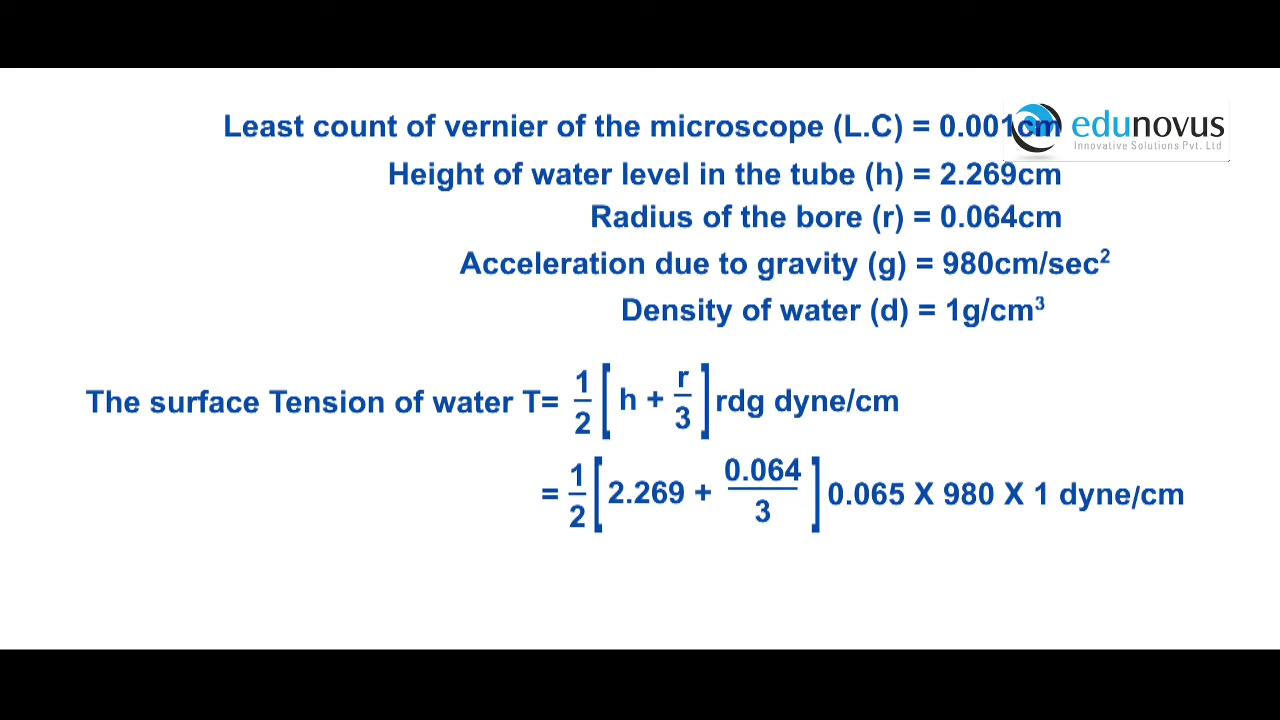 Least count of vernier of the microscope (L.C) = 0.001cm
edunovus
Innovative Solutions Pvt. Ltd
Height of water level in the tube (h) = 2.269cm
Radius of the bore (r) = 0.064cm
Acceleration due to gravity (g) = 980cm/sec²
Density of water (d) = 1g/cm³
The surface Tension of water T= 1/2 [ h + r/3 ] rdg dyne/cm
= 1/2 [ 2.269 + 0.064/3 ] 0.065 X 980 X 1 dyne/cm